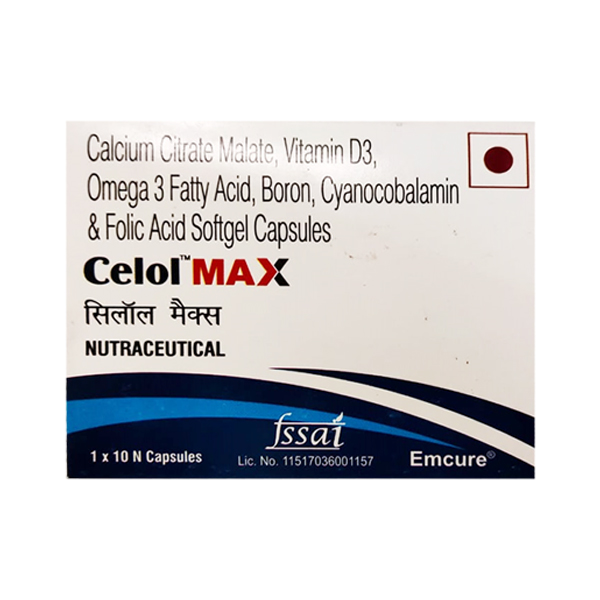 Calcium Citrate Malate, Vitamin D3,
Omega 3 Fatty Acid, Boron, Cyanocobalamin
& Folic Acid Softgel Capsules
Celol™ MAX
सिलॉल मैक्स
NUTRACEUTICAL
fssai
1 x 10 N Capsules
Lic. No. 11517036001157
Emcure®